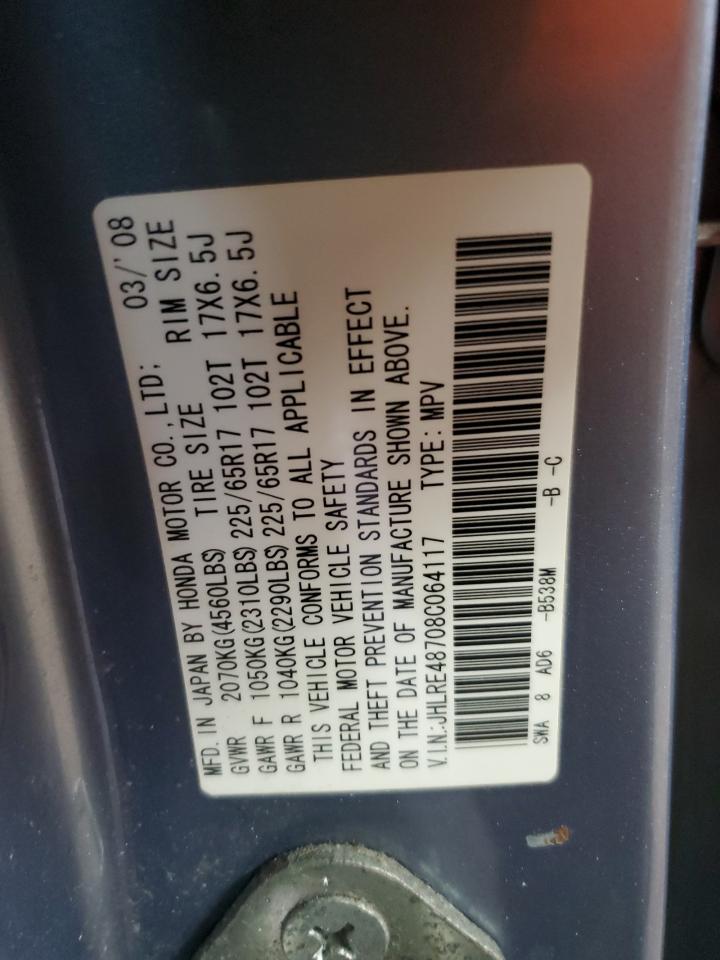 MFD. IN JAPAN BY HONDA MOTOR CO.,LTD; 03/'08
GVWR 2070KG(4560LBS) TIRE SIZE RIM SIZE
GAWR F 1050KG(2310LBS) 225/65R17 102T 17X6.5J
GAWR R 1040KG(2290LBS) 225/65R17 102T 17X6.5J
THIS VEHICLE CONFORMS TO ALL APPLICABLE
FEDERAL MOTOR VEHICLE SAFETY
AND THEFT PREVENTION STANDARDS IN EFFECT
ON THE DATE OF MANUFACTURE SHOWN ABOVE.
V.I.N.:JHLRE48708C064117 TYPE: MPV
SWA 8 AD6 -B538M -B -C